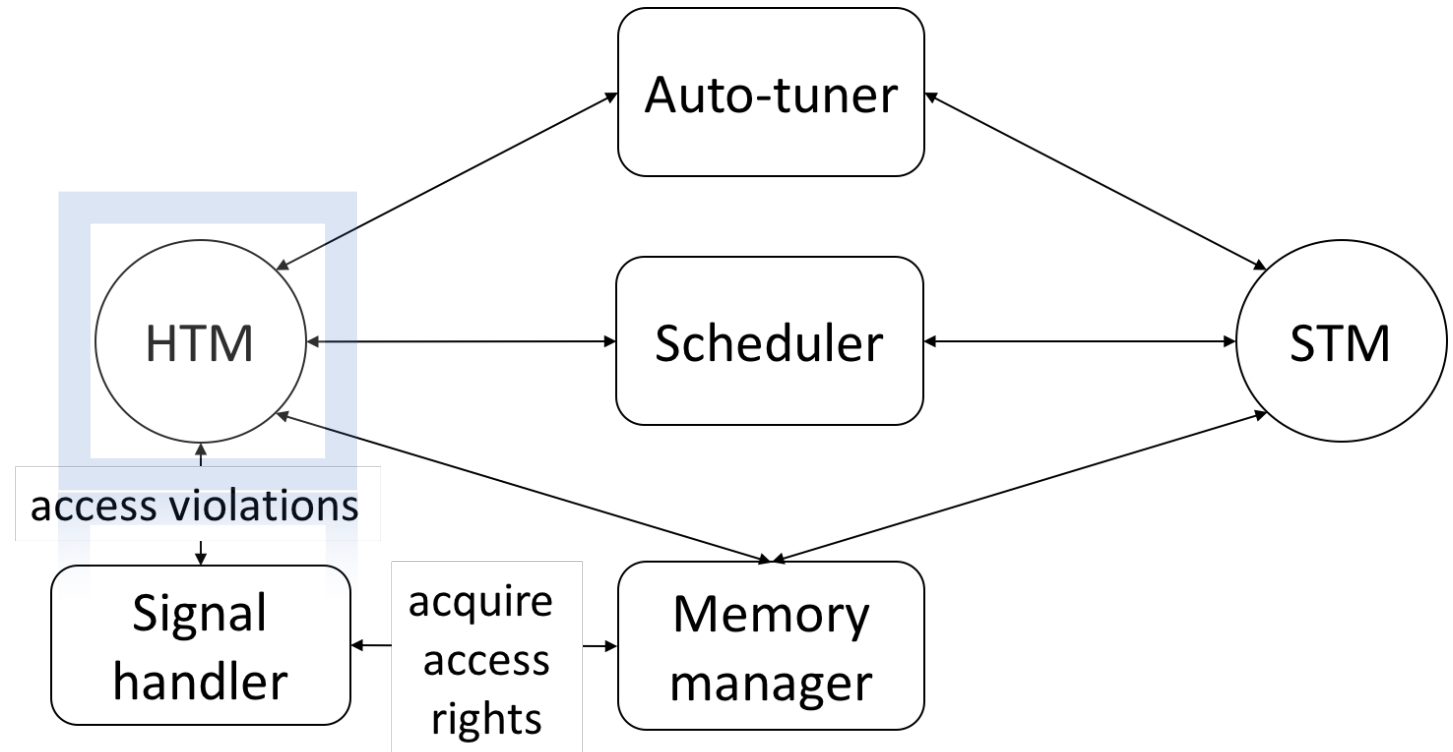 Auto-tuner
HTM
Scheduler
STM
access violations
Signal
handler
acquire
access
rights
Memory
manager